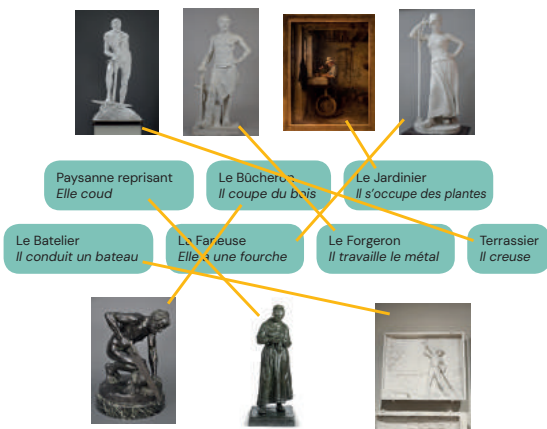 Paysanne reprisant
Elle coud
Le Bûcheron
Il coupe du bois
Le Jardinier
Il s'occupe des plantes
Le Batelier
Il conduit un bateau
La Faneuse
Elle a une fourche
Le Forgeron
Il travaille le métal
Terrassier
Il creuse